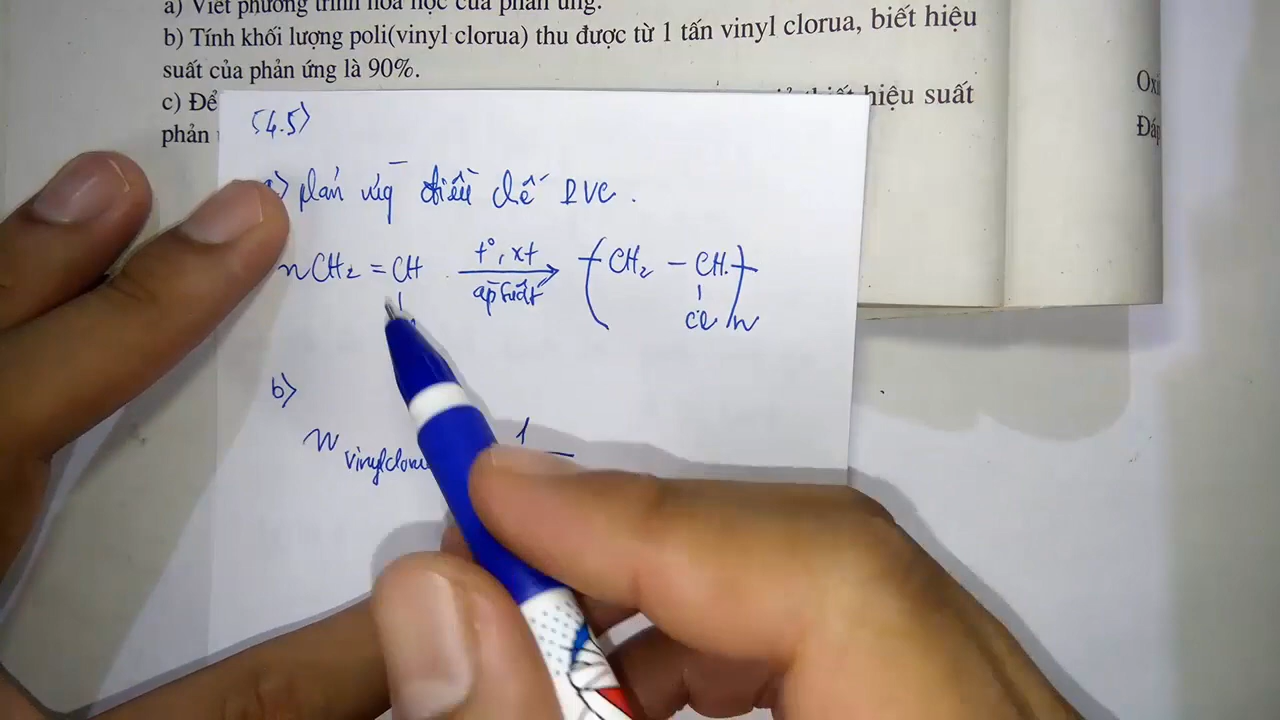 a) Viết phương trình hoá học của phản ứng.
b) Tính khối lượng poli(vinyl clorua) thu được từ 1 tấn vinyl clorua, biết hiệu
suất của phản ứng là 90%.
c) Để hiệu suất
phản
54.5>
a> phản ứng điều chế PVC.
nCH2 = CH t°, xt áp suất ( CH2 - CH )
Cl n
b>
1
n
Oxi
Đáp